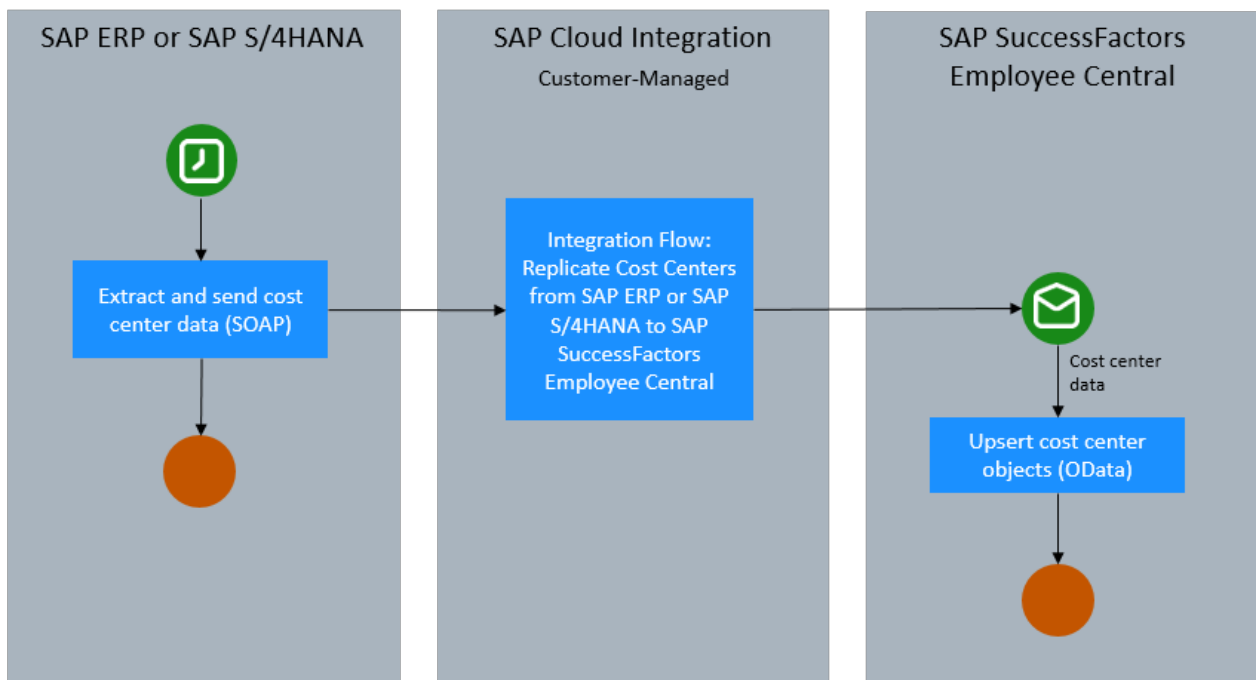 SAP ERP or SAP S/4HANA
Extract and send cost
center data (SOAP)
SAP Cloud Integration
Customer-Managed
Integration Flow:
Replicate Cost Centers
from SAP ERP or SAP
S/4HANA to SAP
SuccessFactors
Employee Central
SAP SuccessFactors
Employee Central
Cost center
data
Upsert cost center
objects (OData)